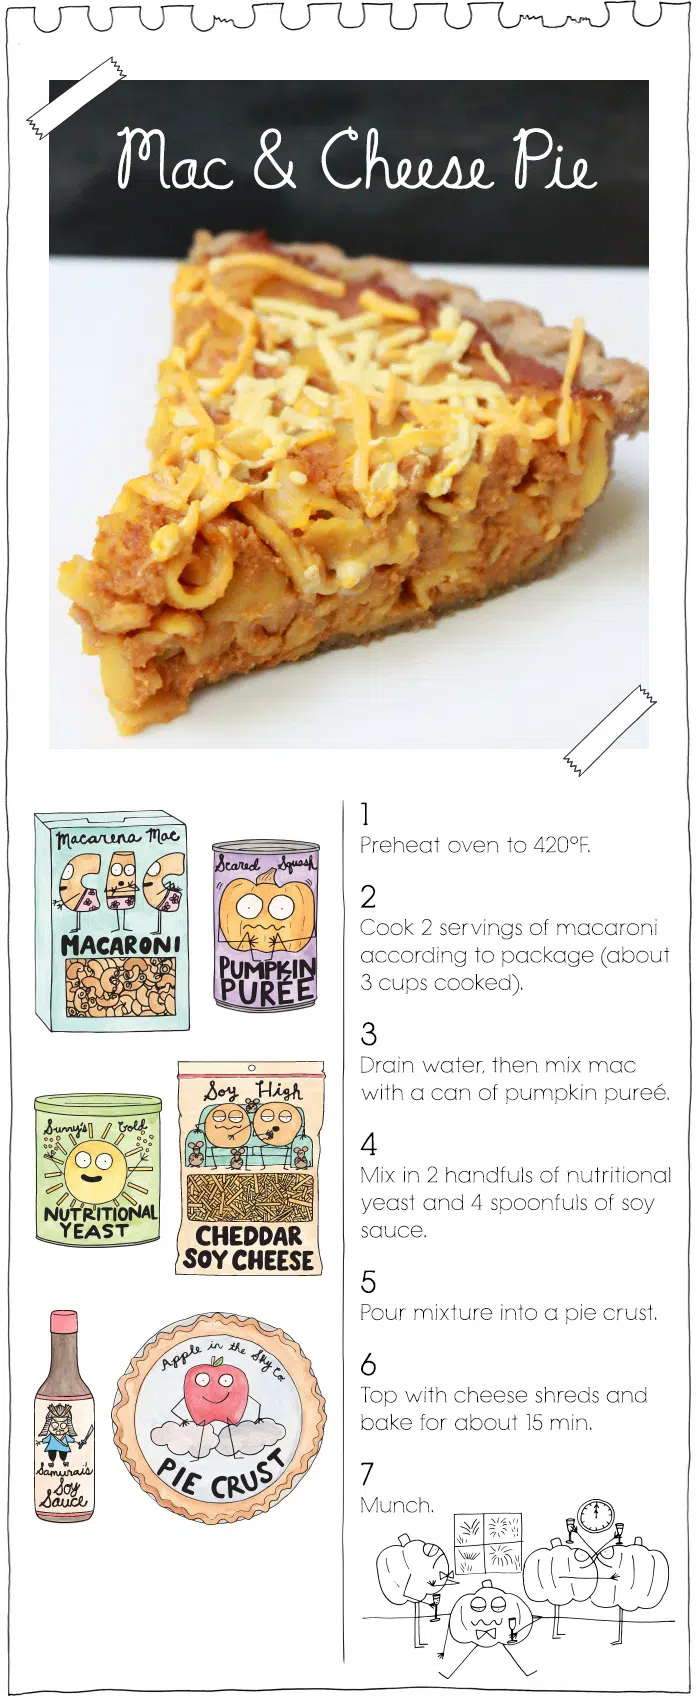 Mac & Cheese Pie
Macarena Mac
MACARONI
Scared Squash
PUMPKIN
PURÉE
Sunny's Gold
NUTRITIONAL
YEAST
Soy High
CHEDDAR
SOY CHEESE
Samurai's
Soy
Sauce
Apple in the Sky Co
PIE CRUST
1
Preheat oven to 420°F.
2
Cook 2 servings of macaroni
according to package (about
3 cups cooked).
3
Drain water, then mix mac
with a can of pumpkin pureé.
4
Mix in 2 handfuls of nutritional
yeast and 4 spoonfuls of soy
sauce.
5
Pour mixture into a pie crust.
6
Top with cheese shreds and
bake for about 15 min.
7
Munch.